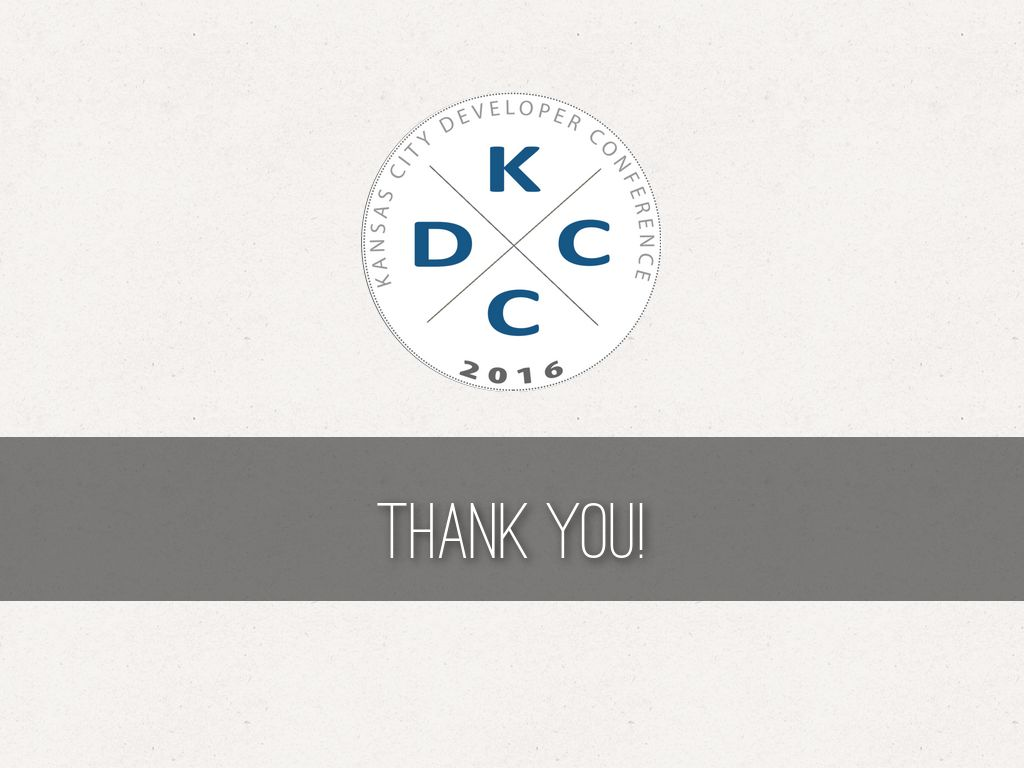 KANSAS CITY DEVELOPER CONFERENCE
K
D C
C
2016
THANK YOU!